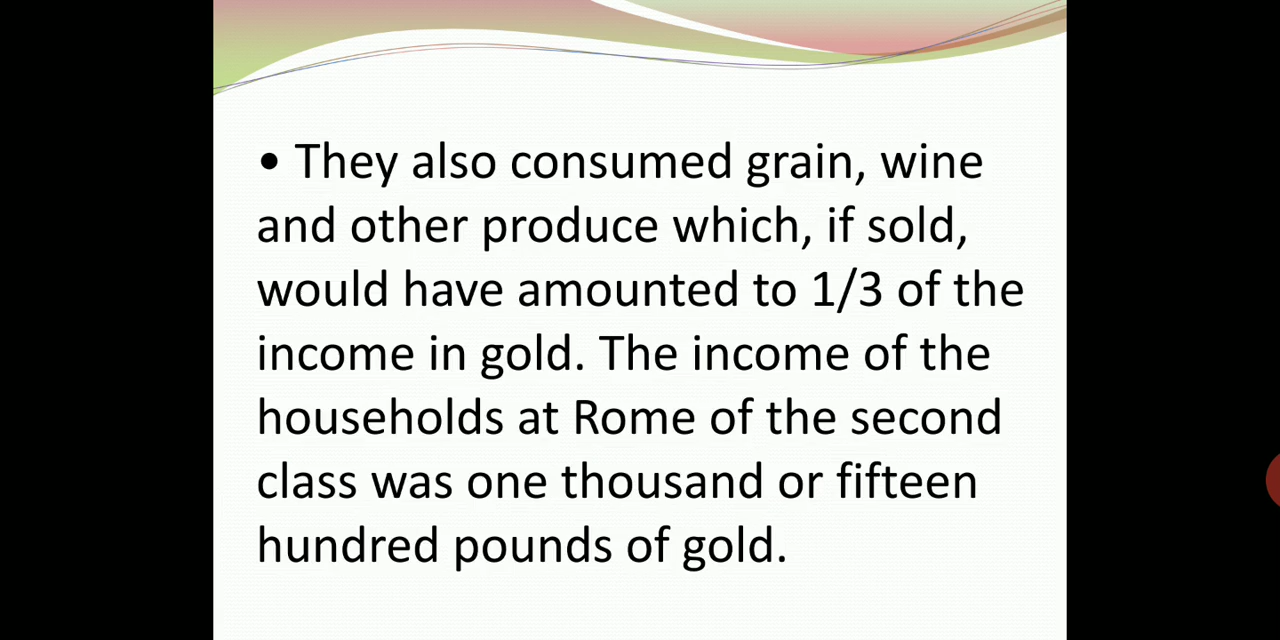 • They also consumed grain, wine
and other produce which, if sold,
would have amounted to 1/3 of the
income in gold. The income of the
households at Rome of the second
class was one thousand or fifteen
hundred pounds of gold.